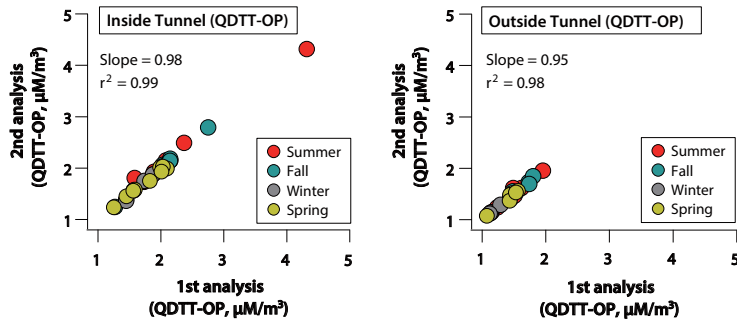 Inside Tunnel (QDTT-OP)
Slope = 0.98
r² = 0.99
5
4
3
2
1
2nd analysis
(QDTT-OP, μM/m³)
Summer
Fall
Winter
Spring
1 2 3 4 5
1st analysis
(QDTT-OP, μM/m³)
Outside Tunnel (QDTT-OP)
Slope = 0.95
r² = 0.98
5
4
3
2
1
2nd analysis
(QDTT-OP, μM/m³)
Summer
Fall
Winter
Spring
1 2 3 4 5
1st analysis
(QDTT-OP, μM/m³)